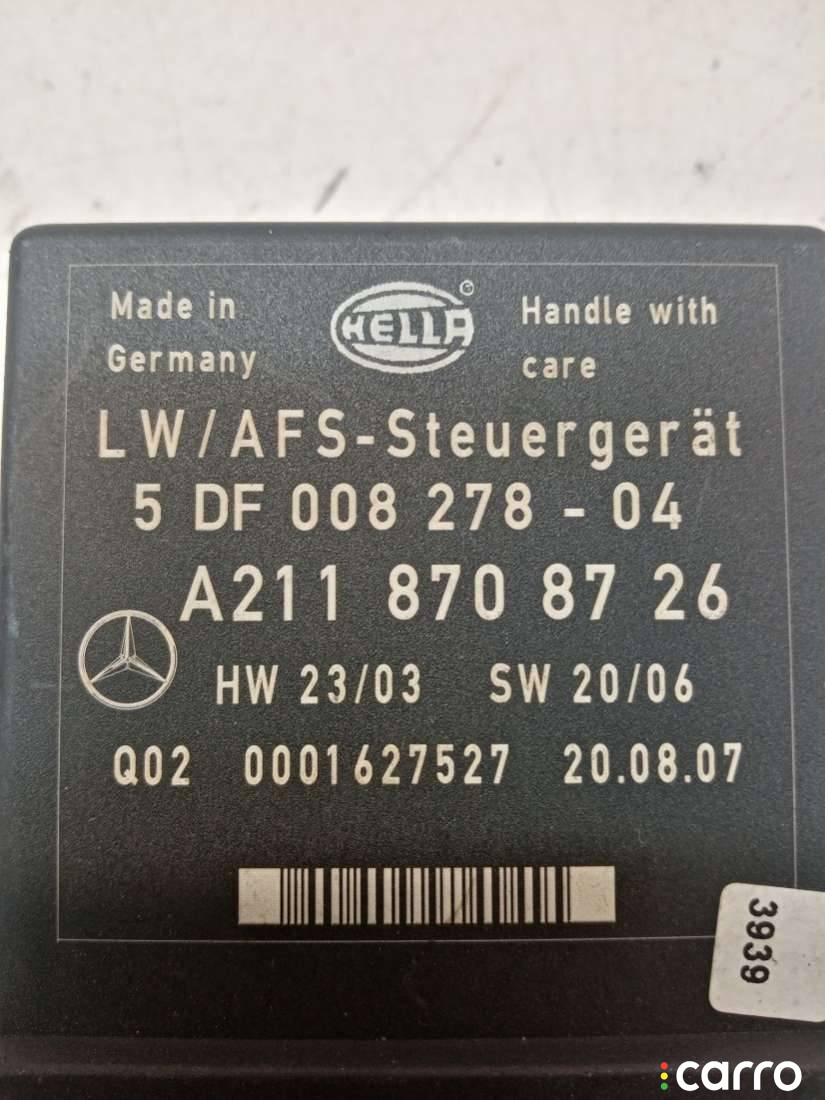 Made in
Germany
HELLA
®
Handle with
care
LW/AFS-Steuergerät
5 DF 008 278 - 04
A211 870 87 26
HW 23/03 SW 20/06
Q02 0001627527 20.08.07
3939
carro